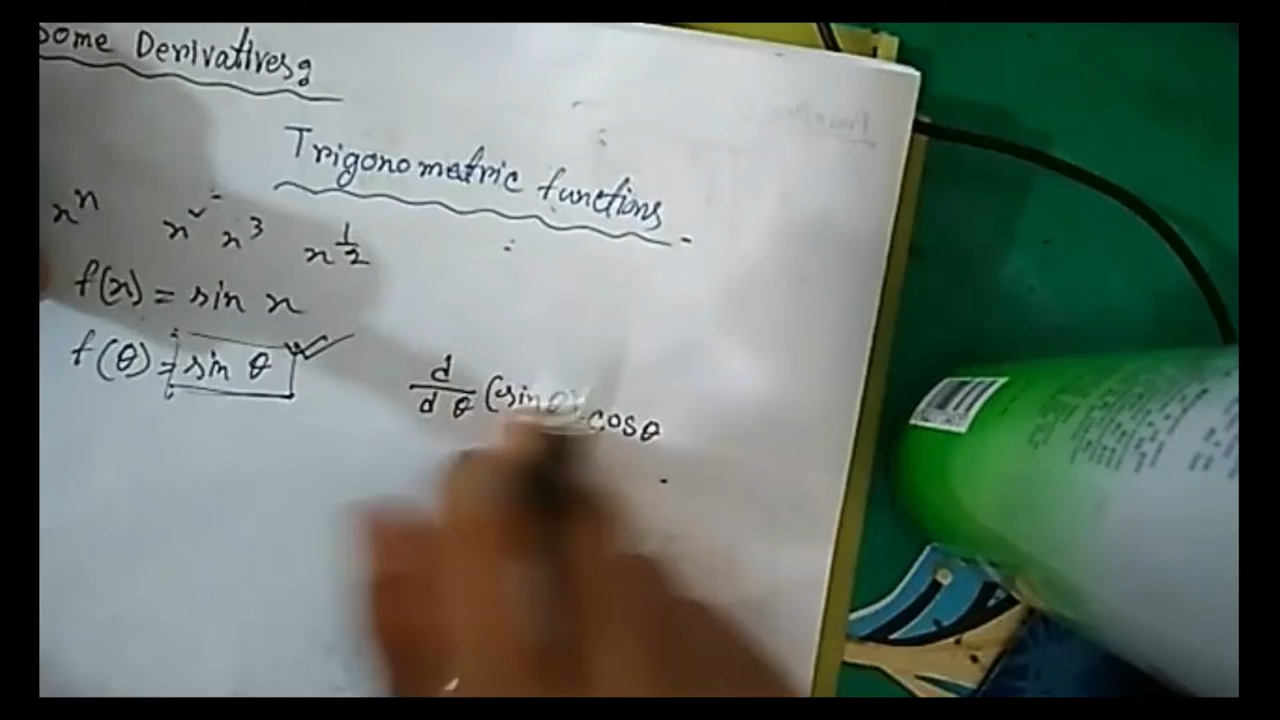 Some Derivatives:
Trigonometric functions
xⁿ x² x³ x^1/2
f(x) = sin x
f(θ) = sin θ
d/dθ (sin θ) cos θ